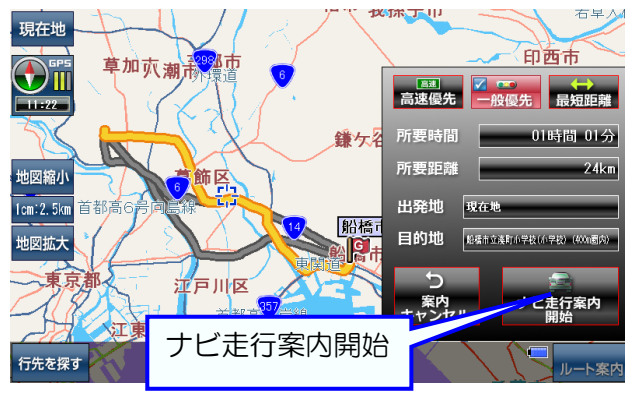 現在地
GPS
11:22
地図縮小
1cm:2.5km
地図拡大
行先を探す
298
6
草加市
八潮市
外環道
印西市
鎌ケ谷
葛飾区
6
首都高6号向島線
14
船橋市
東関道
G
東京都
江戸川区
357
江東
高速
高速優先
一般優先
最短距離
所要時間
01時間 01分
所要距離
24km
出発地
現在地
目的地
船橋市立湊町小学校(小学校) (400m圏内)
案内
キャンセル
ナビ走行案内
開始
ナビ走行案内開始
ルート案内